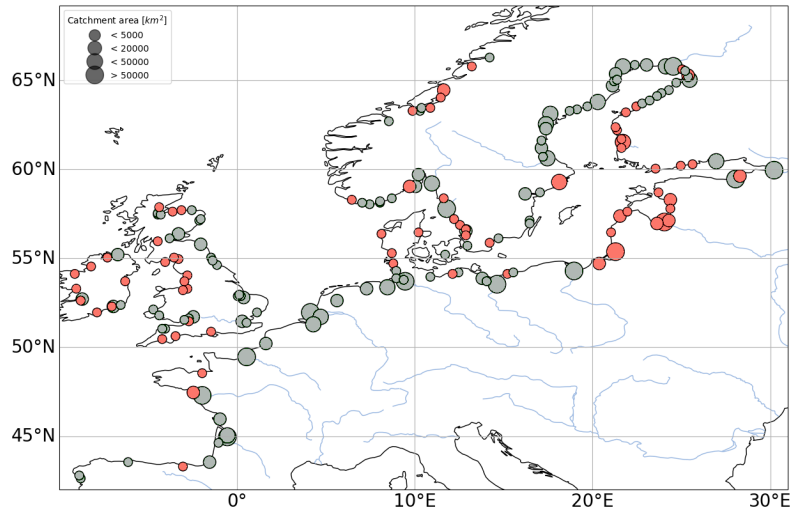 Catchment area [km²]
< 5000
< 20000
< 50000
> 50000
65°N
60°N
55°N
50°N
45°N
0° 10°E 20°E 30°E